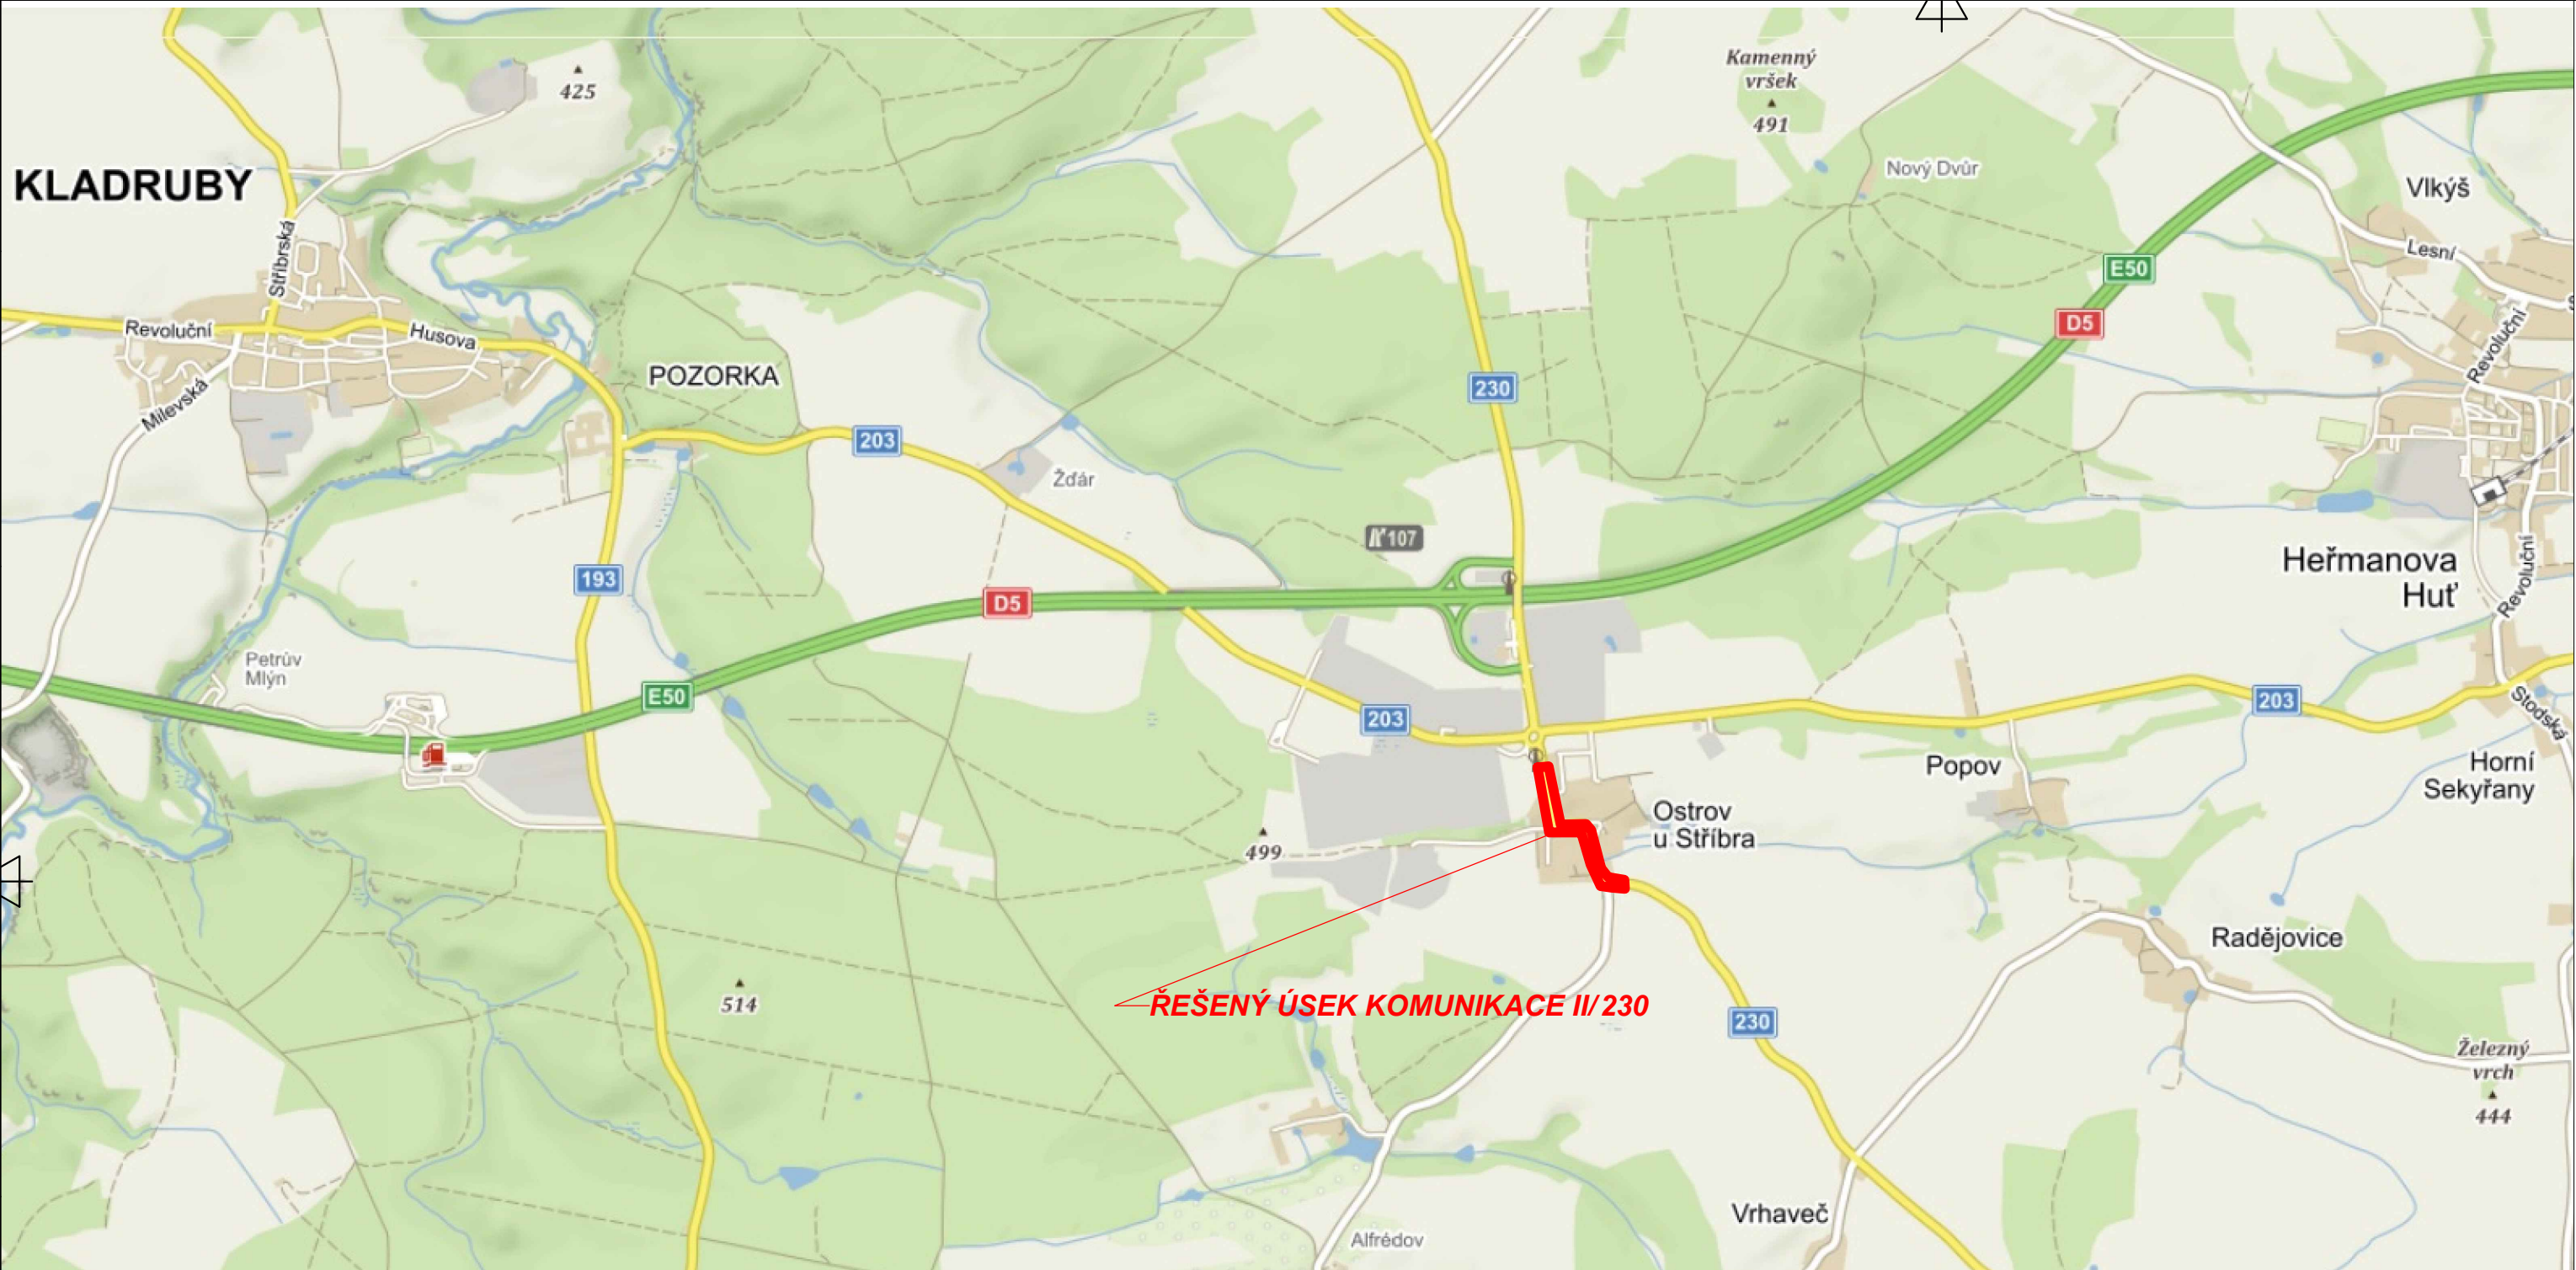 Kamenný
vršek
491
425
Nový Dvůr
KLADRUBY
Vlkýš
Stříbrská
Lesní
E50
D5
Revoluční
Husova
Revoluční
POZORKA
230
Milevská
203
Žďár
107
193
D5
Heřmanova
Huť
Revoluční
Petrův
Mlýn
E50
203
203
Stodská
Popov
Horní
Sekyřany
Ostrov
u Stříbra
499
Radějovice
514
ŘEŠENÝ ÚSEK KOMUNIKACE II/230
230
Železný
vrch
444
Vrhaveč
Alfrédov